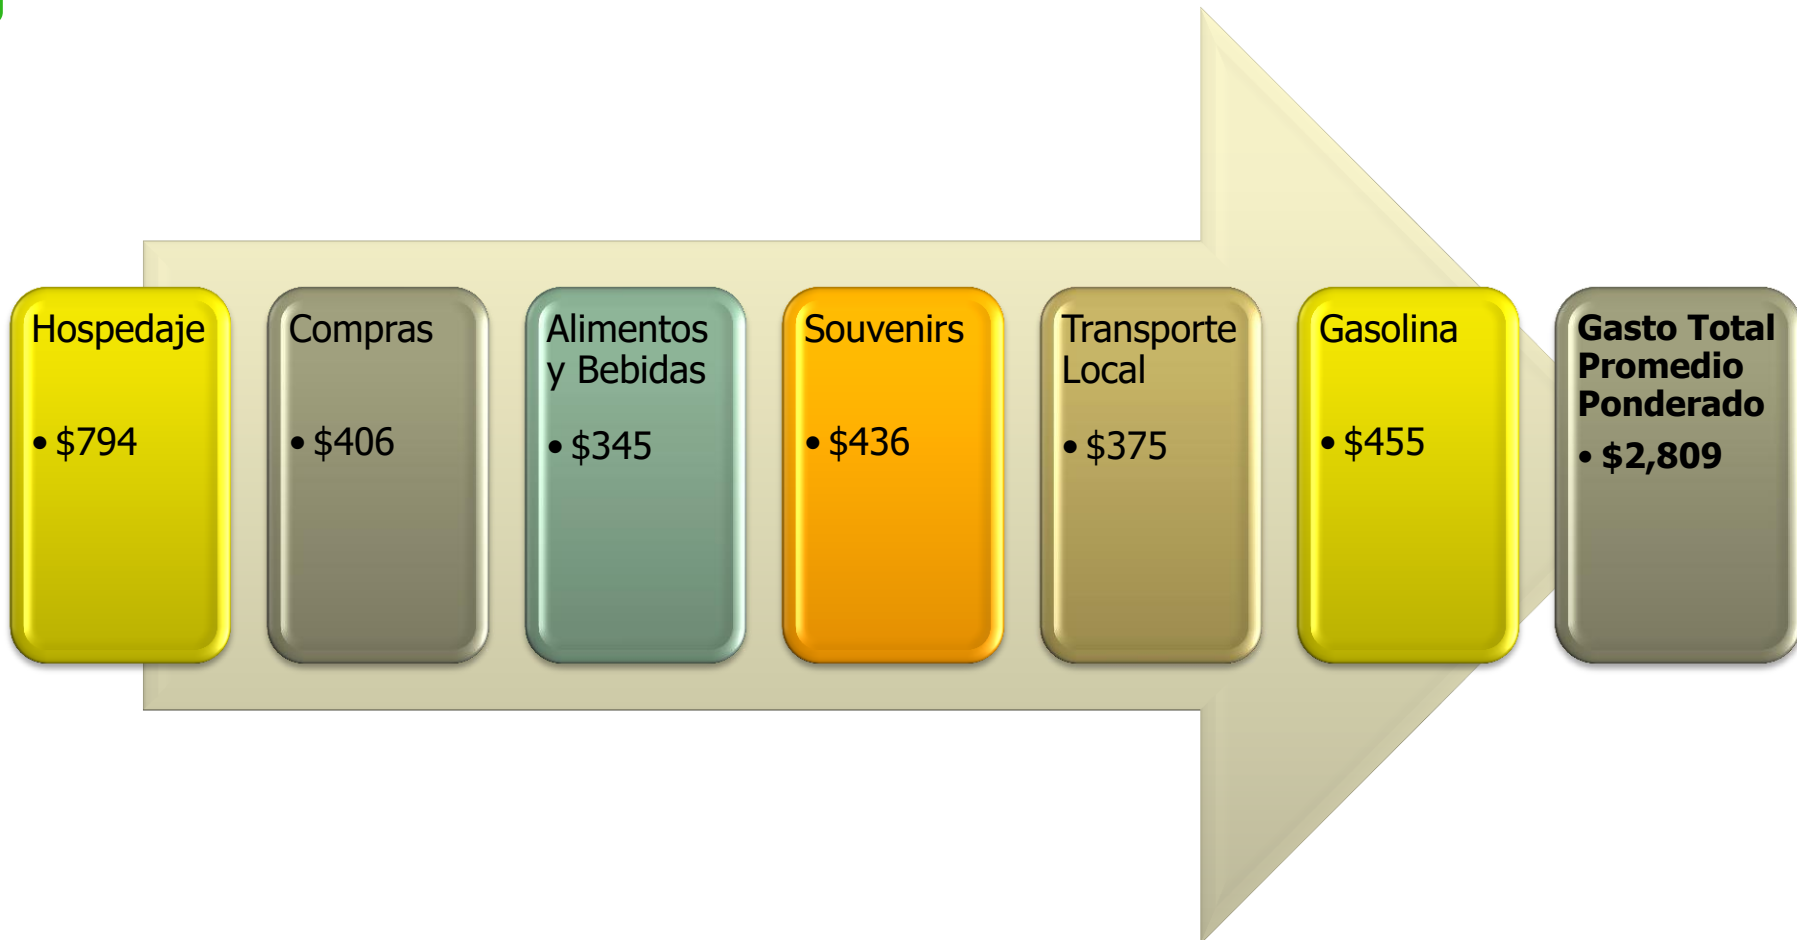 Hospedaje
• $794
Compras
• $406
Alimentos
y Bebidas
• $345
Souvenirs
• $436
Transporte
Local
• $375
Gasolina
• $455
Gasto Total
Promedio
Ponderado
• $2,809